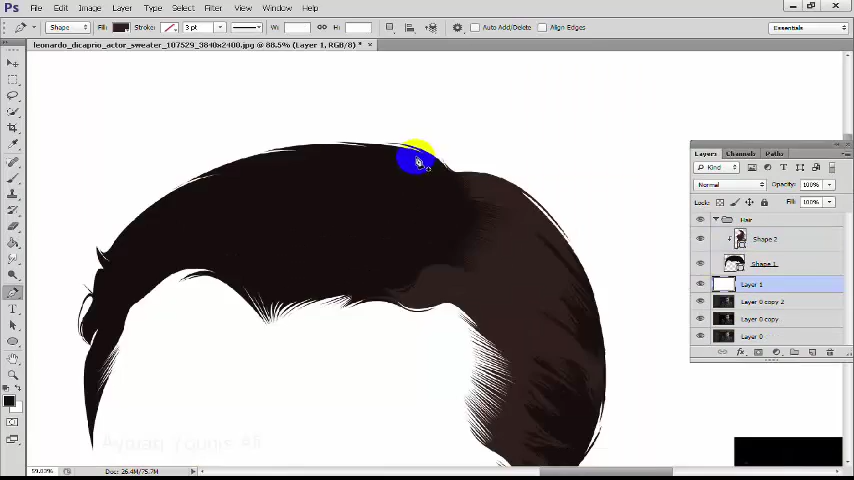 Ps File Edit Image Layer Type Select Filter View Window Help
Shape Fill: Stroke: 3 pt W: H: Auto Add/Delete Align Edges Essentials
leonardo_dicaprio_actor_sweater_107529_3840x2400.jpg @ 88.5% (Layer 1, RGB/8) * ×
Layers Channels Paths
Kind
Normal Opacity: 100%
Lock: Fill: 100%
Hair
Shape 2
Shape 1
Layer 1
Layer 0 copy 2
Layer 0 copy
Layer 0
fx
59.03% Doc: 26.4M/75.7M